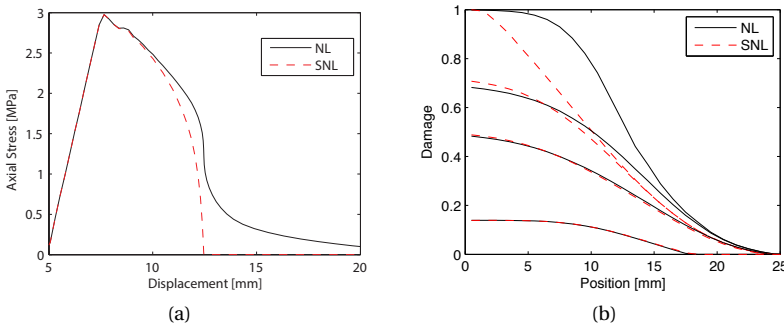 3
2.5
2
1.5
1
0.5
0
5
10
15
20
Axial Stress [MPa]
Displacement [mm]
NL
SNL
(a)
1
0.8
0.6
0.4
0.2
0
0
5
10
15
20
25
Damage
Position [mm]
NL
SNL
(b)